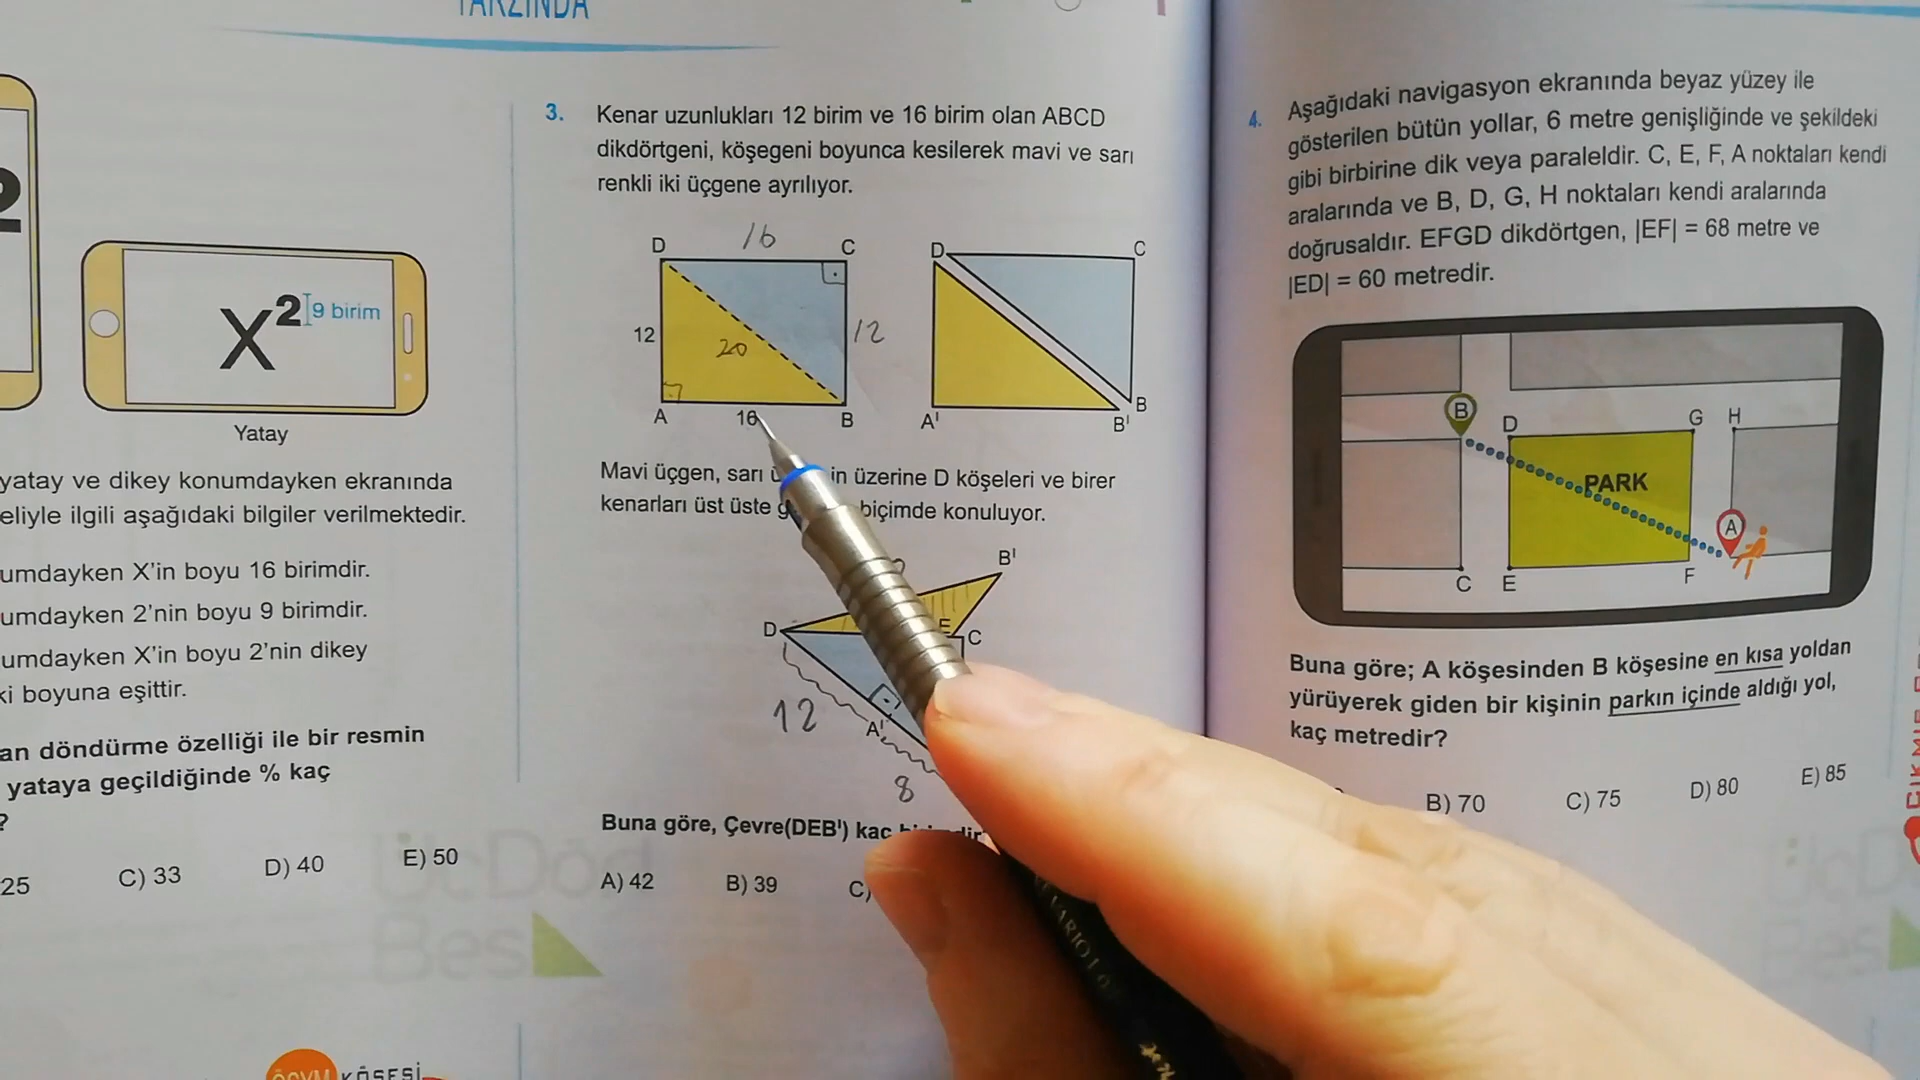 TARZINDA
2
X²
9 birim
Yatay
yatay ve dikey konumdayken ekranında
eliyle ilgili aşağıdaki bilgiler verilmektedir.
umdayken X'in boyu 16 birimdir.
umdayken 2'nin boyu 9 birimdir.
umdayken X'in boyu 2'nin dikey
ki boyuna eşittir.
an döndürme özelliği ile bir resmin
yataya geçildiğinde % kaç
?
25
C) 33
D) 40
E) 50
KÖŞESİ
3. Kenar uzunlukları 12 birim ve 16 birim olan ABCD
dikdörtgeni, köşegeni boyunca kesilerek mavi ve sarı
renkli iki üçgene ayrılıyor.
D 16 C
12 20 12
A 16 B
D C
A' B' B
Mavi üçgen, sarı in üzerine D köşeleri ve birer
kenarları üst üste biçimde konuluyor.
B'
D E C
12 A'
8
Buna göre, Çevre(DEB') kaç
A) 42
B) 39
C)
ÜçDört
Beş
4. Aşağıdaki navigasyon ekranında beyaz yüzey ile
gösterilen bütün yollar, 6 metre genişliğinde ve şekildeki
gibi birbirine dik veya paraleldir. C, E, F, A noktaları kendi
aralarında ve B, D, G, H noktaları kendi aralarında
doğrusaldır. EFGD dikdörtgen, |EF| = 68 metre ve
|ED| = 60 metredir.
B D G H
PARK
A
C E F
Buna göre; A köşesinden B köşesine en kısa yoldan
yürüyerek giden bir kişinin parkın içinde aldığı yol,
kaç metredir?
B) 70
C) 75
D) 80
E) 85